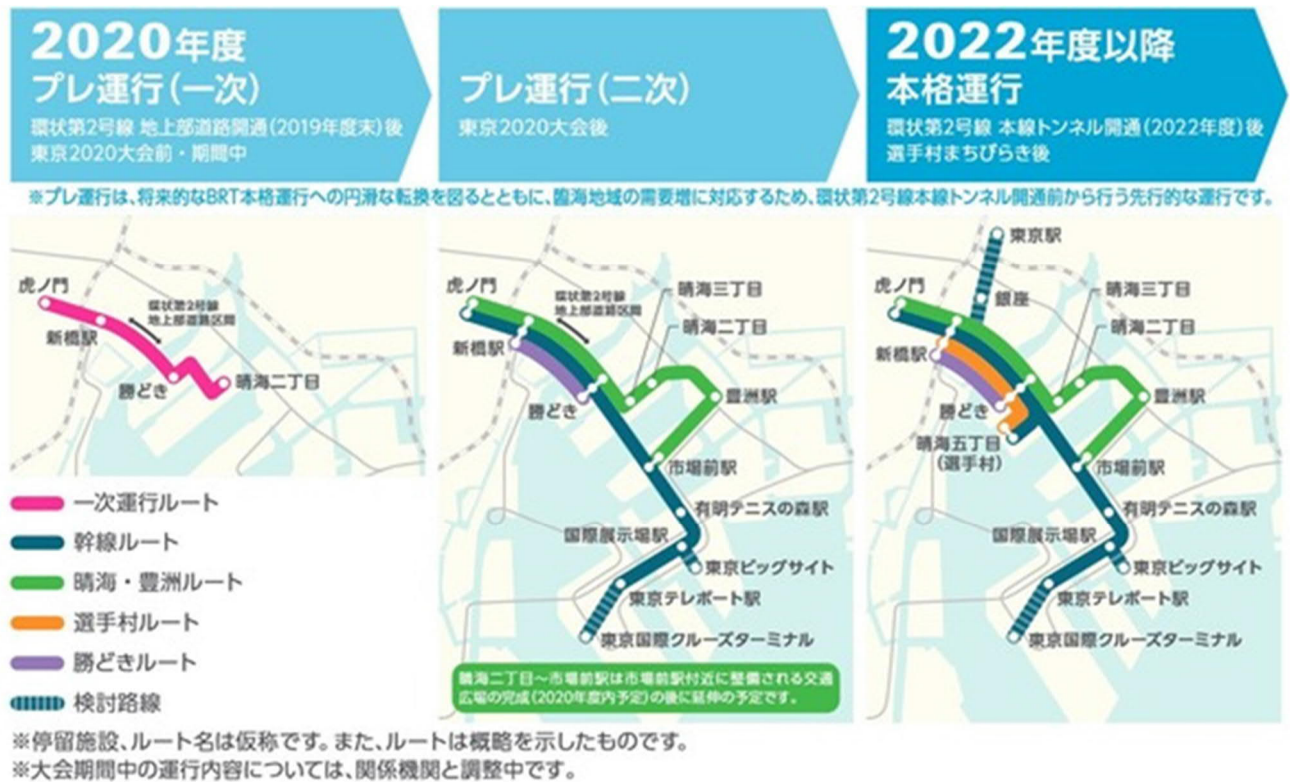 2020年度
プレ運行(一次)
環状第2号線 地上部道路開通(2019年度末)後
東京2020大会前・期間中
プレ運行(二次)
東京2020大会後
2022年度以降
本格運行
環状第2号線 本線トンネル開通(2022年度)後
選手村まちびらき後
※プレ運行は、将来的なBRT本格運行への円滑な転換を図るとともに、臨海地域の需要増に対応するため、環状第2号線本線トンネル開通前から行う先行的な運行です。
虎ノ門
新橋駅
環状第2号線
地上部道路区間
勝どき
晴海二丁目
虎ノ門
新橋駅
環状第2号線
地上部道路区間
晴海三丁目
晴海二丁目
勝どき
豊洲駅
市場前駅
有明テニスの森駅
国際展示場駅
東京ビッグサイト
東京テレポート駅
東京国際クルーズターミナル
晴海二丁目～市場前駅は市場前駅付近に整備される交通
広場の完成(2020年度内予定)の後に延伸の予定です。
東京駅
銀座
虎ノ門
新橋駅
晴海三丁目
晴海二丁目
勝どき
晴海五丁目
(選手村)
豊洲駅
市場前駅
有明テニスの森駅
国際展示場駅
東京ビッグサイト
東京テレポート駅
東京国際クルーズターミナル
一次運行ルート
幹線ルート
晴海・豊洲ルート
選手村ルート
勝どきルート
検討路線
※停留施設、ルート名は仮称です。また、ルートは概略を示したものです。
※大会期間中の運行内容については、関係機関と調整中です。